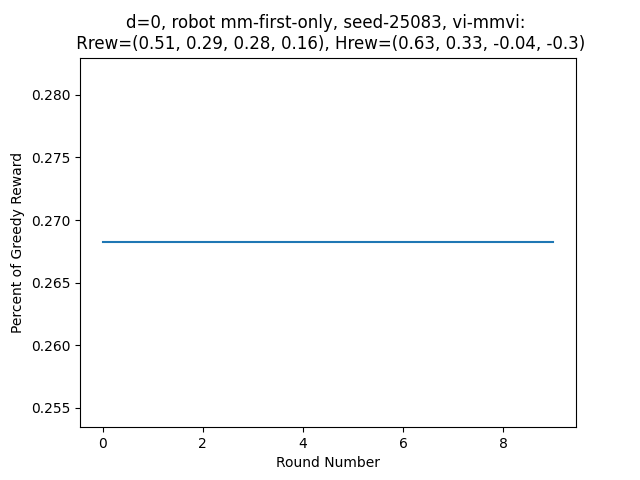 d=0, robot mm-first-only, seed-25083, vi-mmvi:
Rrew=(0.51, 0.29, 0.28, 0.16), Hrew=(0.63, 0.33, -0.04, -0.3)
0.280
0.275
0.270
0.265
0.260
0.255
Percent of Greedy Reward
0 2 4 6 8
Round Number